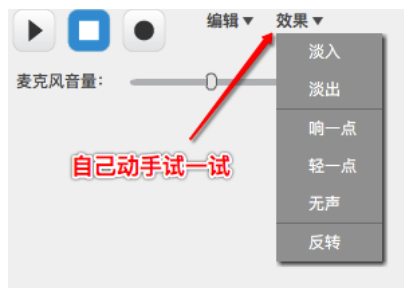 编辑▼ 效果▼
淡入
麦克风音量:
淡出
响一点
自己动手试一试
轻一点
无声
反转